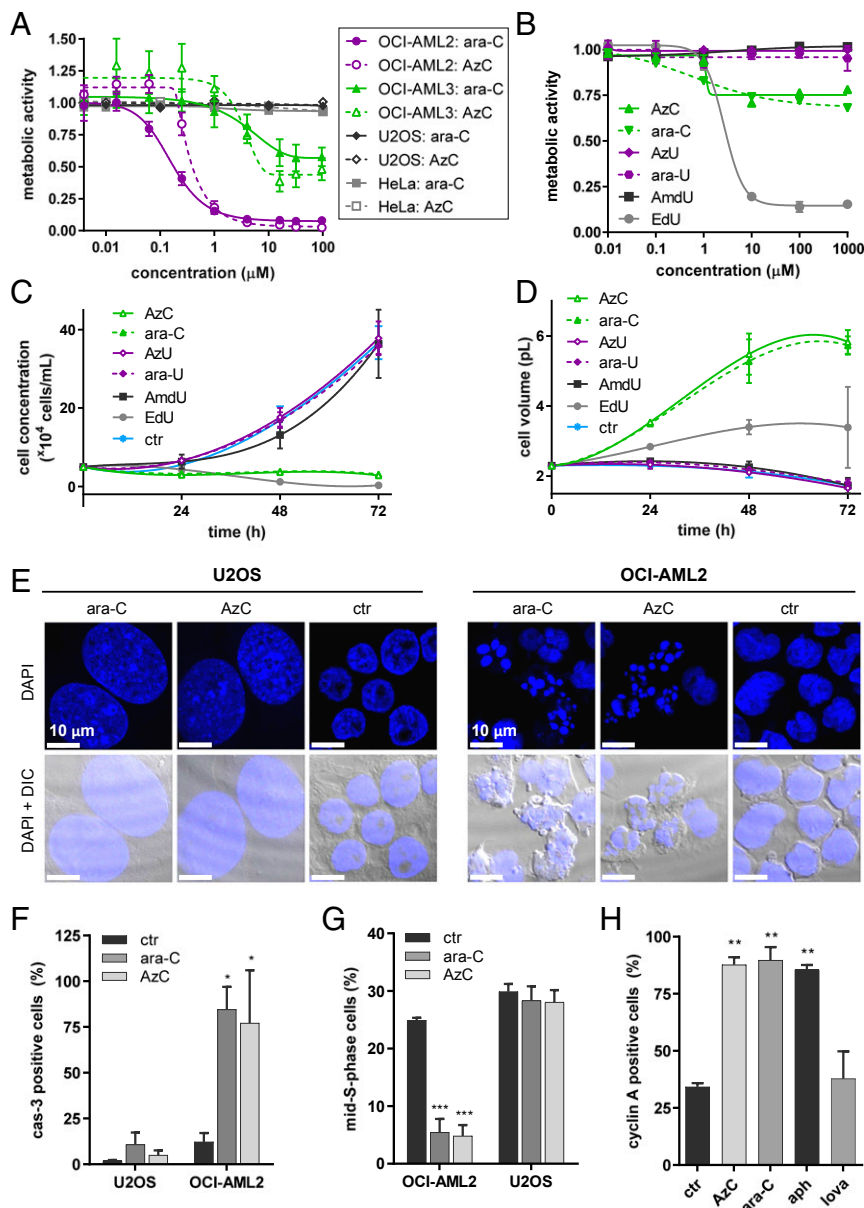 A
metabolic activity
1.50
1.25
1.00
0.75
0.50
0.25
0.00
0.01
0.1
1
10
100
concentration (μM)
OCI-AML2: ara-C
OCI-AML2: AzC
OCI-AML3: ara-C
OCI-AML3: AzC
U2OS: ara-C
U2OS: AzC
HeLa: ara-C
HeLa: AzC
B
metabolic activity
1.00
0.75
0.50
0.25
0.00
AzC
ara-C
AzU
ara-U
AmdU
EdU
0.01
0.1
1
10
100
1000
concentration (μM)
C
cell concentration
(×10⁴ cells/mL)
40
20
0
AzC
ara-C
AzU
ara-U
AmdU
EdU
ctr
24
48
72
time (h)
D
cell volume (pL)
6
4
2
AzC
ara-C
AzU
ara-U
AmdU
EdU
ctr
0
24
48
72
time (h)
E
U2OS
OCI-AML2
ara-C
AzC
ctr
ara-C
AzC
ctr
DAPI
10 μm
10 μm
DAPI + DIC
F
cas-3 positive cells (%)
125
100
75
50
25
0
ctr
ara-C
AzC
*
*
U2OS
OCI-AML2
G
mid-S-phase cells (%)
40
30
20
10
0
ctr
ara-C
AzC
***
***
OCI-AML2
U2OS
H
cyclin A positive cells (%)
100
75
50
25
0
**
**
**
ctr
AzC
ara-C
aph
lova